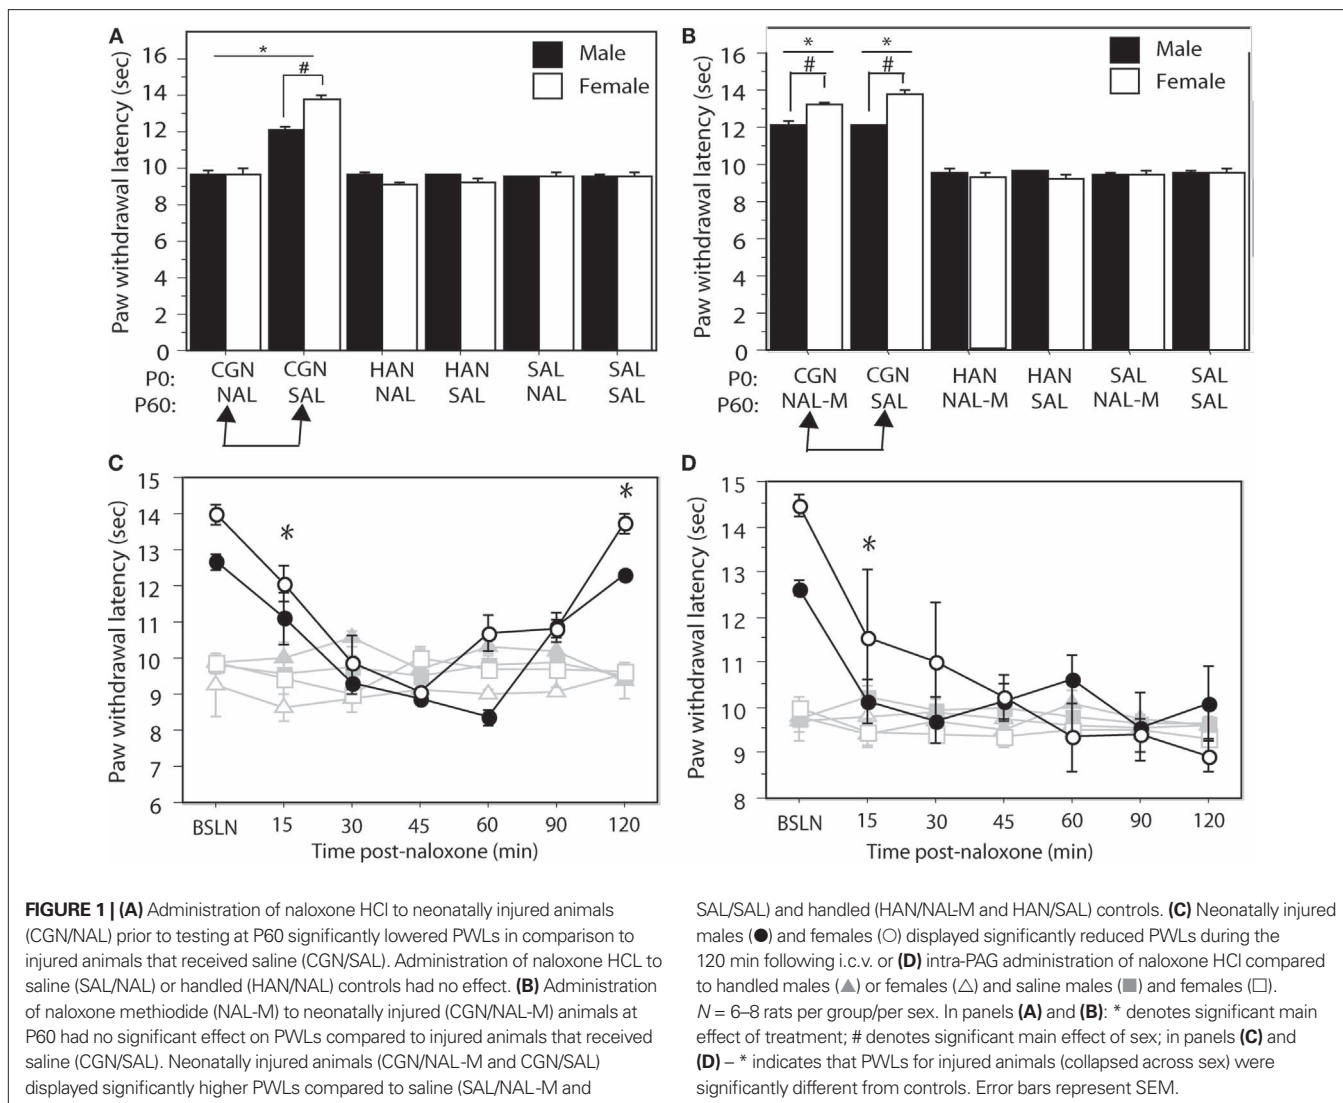 A
16
14
12
10
8
6
4
2
0
Paw withdrawal latency (sec)
*
#
Male
Female
P0:
P60:
CGN
NAL
CGN
SAL
HAN
NAL
HAN
SAL
SAL
NAL
SAL
SAL
B
16
14
12
10
8
6
4
2
0
Paw withdrawal latency (sec)
*
#
*
#
Male
Female
P0:
P60:
CGN
NAL-M
CGN
SAL
HAN
NAL-M
HAN
SAL
SAL
NAL-M
SAL
SAL
C
15
14
13
12
11
10
9
8
7
6
Paw withdrawal latency (sec)
*
*
BSLN 15 30 45 60 90 120
Time post-naloxone (min)
D
15
14
13
12
11
10
9
8
Paw withdrawal latency (sec)
*
BSLN 15 30 45 60 90 120
Time post-naloxone (min)
FIGURE 1 | (A) Administration of naloxone HCl to neonatally injured animals
(CGN/NAL) prior to testing at P60 significantly lowered PWLs in comparison to
injured animals that received saline (CGN/SAL). Administration of naloxone HCL to
saline (SAL/NAL) or handled (HAN/NAL) controls had no effect. (B) Administration
of naloxone methiodide (NAL-M) to neonatally injured (CGN/NAL-M) animals at
P60 had no significant effect on PWLs compared to injured animals that received
saline (CGN/SAL). Neonatally injured animals (CGN/NAL-M and CGN/SAL)
displayed significantly higher PWLs compared to saline (SAL/NAL-M and
SAL/SAL) and handled (HAN/NAL-M and HAN/SAL) controls. (C) Neonatally injured
males (●) and females (○) displayed significantly reduced PWLs during the
120 min following i.c.v. or (D) intra-PAG administration of naloxone HCl compared
to handled males (▲) or females (△) and saline males (■) and females (□).
N = 6–8 rats per group/per sex. In panels (A) and (B): * denotes significant main
effect of treatment; # denotes significant main effect of sex; in panels (C) and
(D) – * indicates that PWLs for injured animals (collapsed across sex) were
significantly different from controls. Error bars represent SEM.